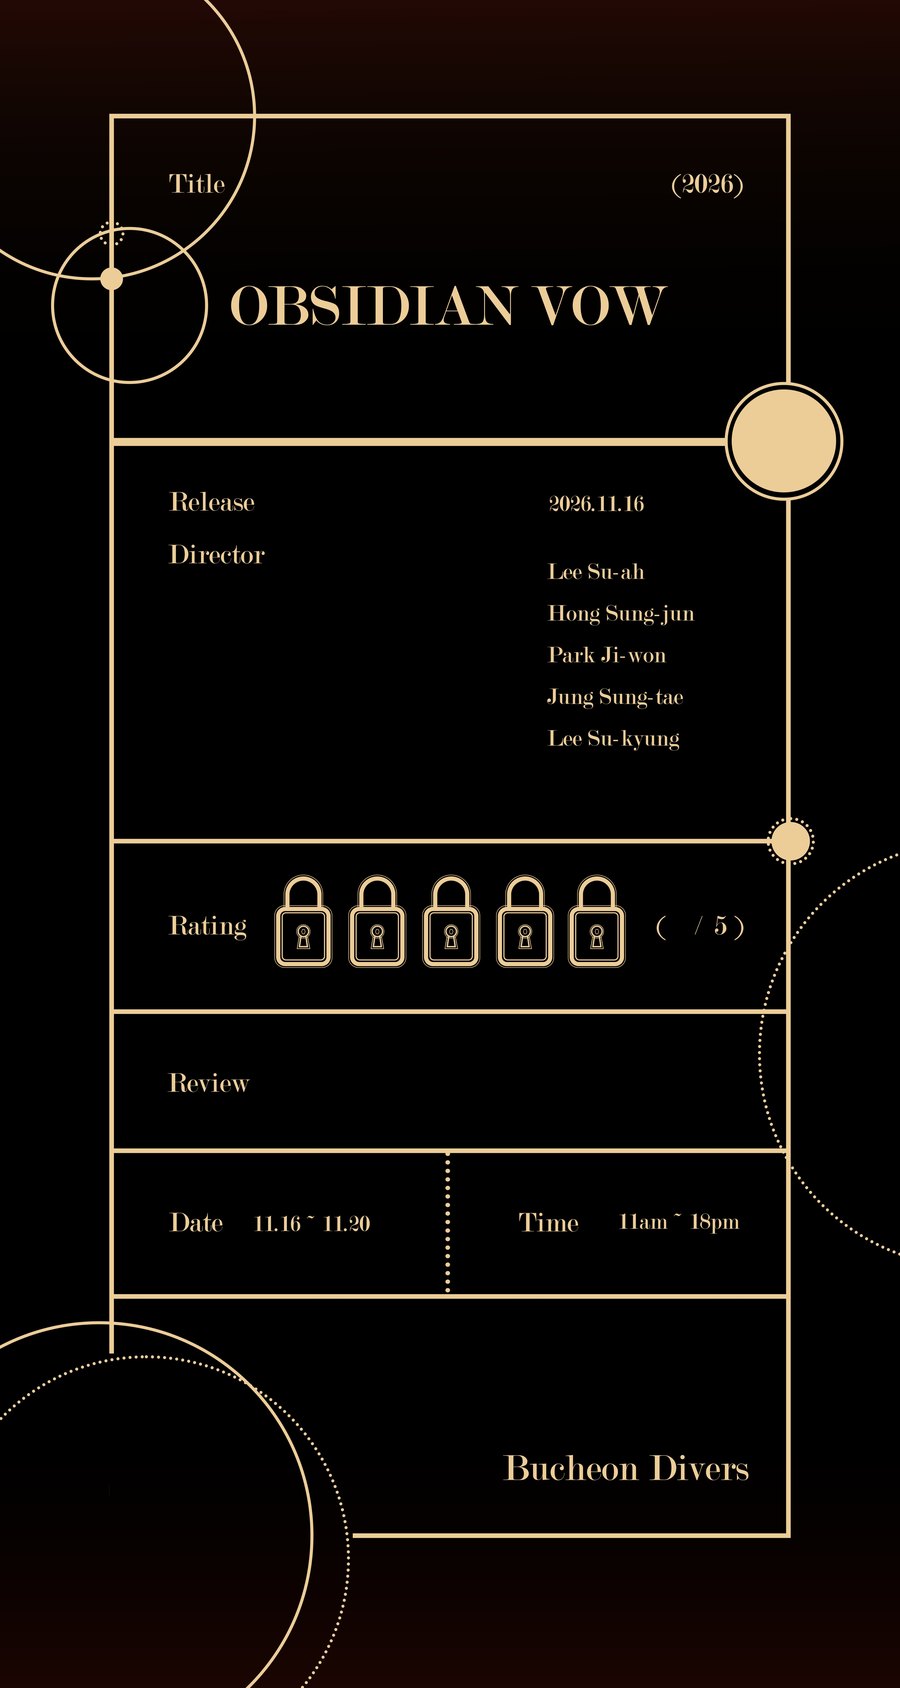 Title (2026)
OBSIDIAN VOW
Release 2026.11.16
Director
Lee Su-ah
Hong Sung-jun
Park Ji-won
Jung Sung-tae
Lee Su-kyung
Rating ( / 5 )
Review
Date 11.16 ~ 11.20 Time 11am ~ 18pm
Bucheon Divers